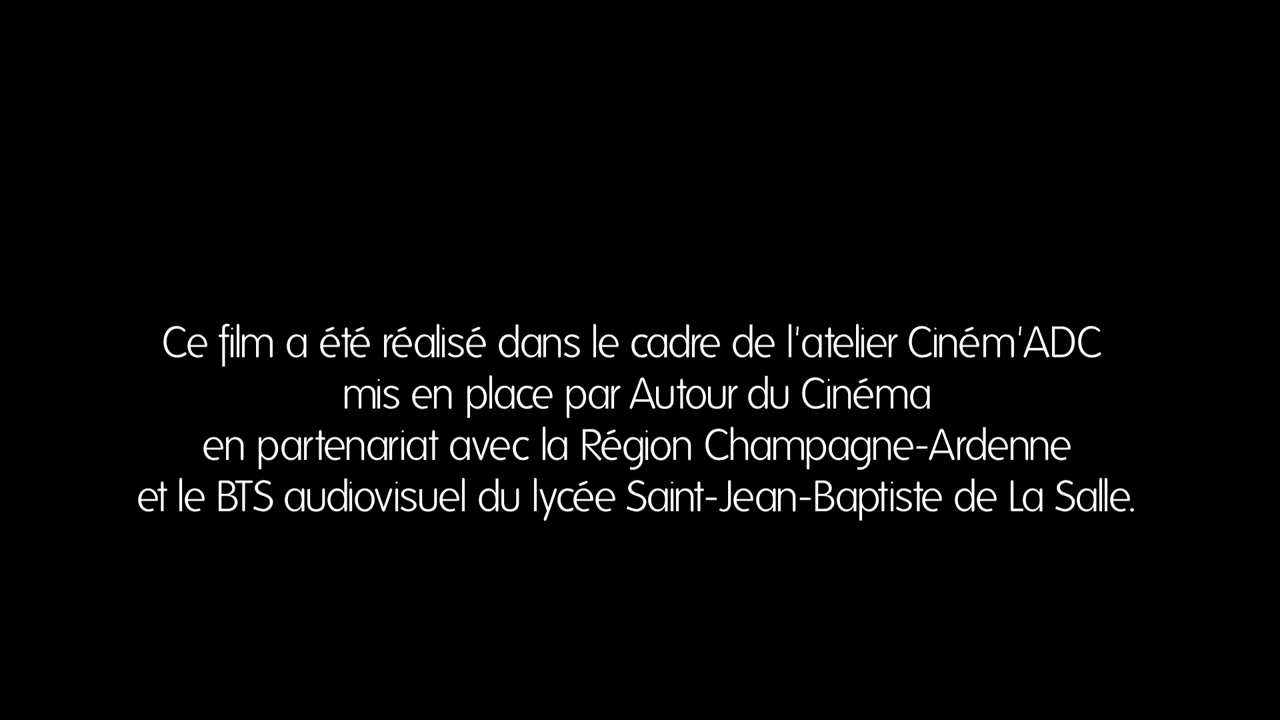 Ce film a été réalisé dans le cadre de l'atelier Ciném'ADC
mis en place par Autour du Cinéma
en partenariat avec la Région Champagne-Ardenne
et le BTS audiovisuel du lycée Saint-Jean-Baptiste de La Salle.